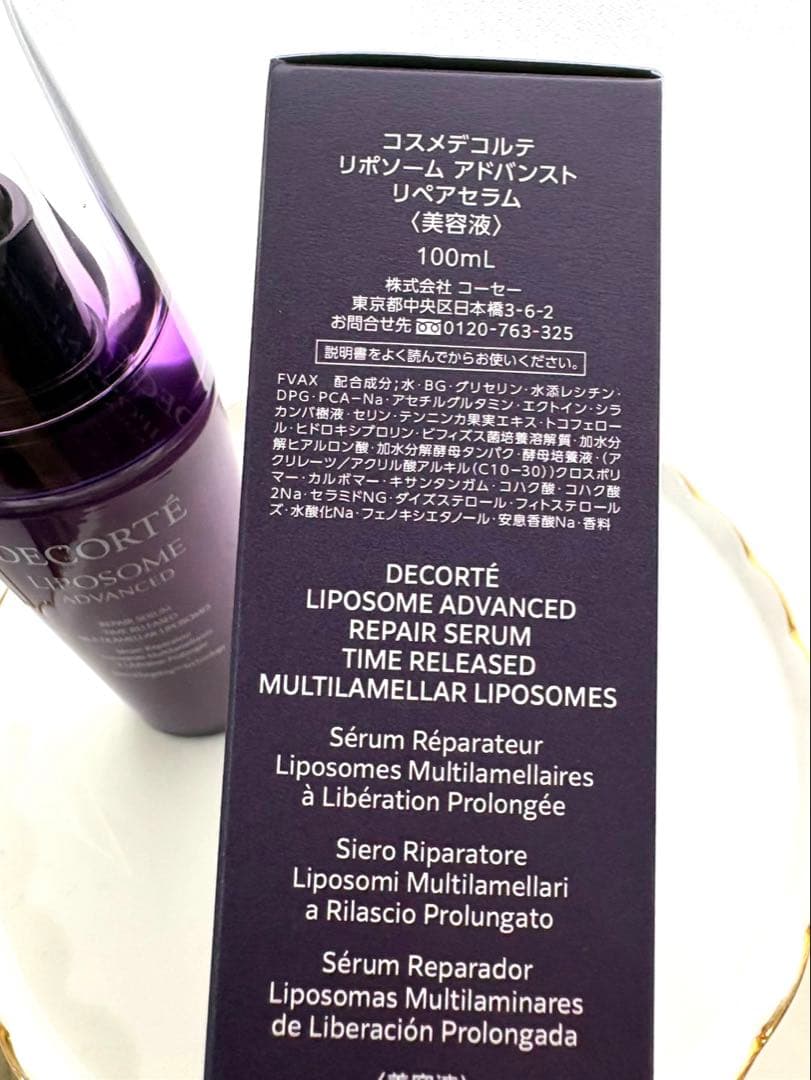 コスメデコルテ
リポソーム アドバンスト
リペアセラム
〈美容液〉
100mL
株式会社 コーセー
東京都中央区日本橋3-6-2
お問合せ先 0120-763-325
説明書をよく読んでからお使いください。
FVAX 配合成分;水・BG・グリセリン・水添レシチン・
DPG・PCA-Na・アセチルグルタミン・エクトイン・シラ
カンバ樹液・セリン・テンニンカ果実エキス・トコフェロー
ル・ヒドロキシプロリン・ビフィズス菌培養溶解質・加水分
解ヒアルロン酸・加水分解酵母タンパク・酵母培養液・(ア
クリレーツ/アクリル酸アルキル(C10-30))クロスポリ
マー・カルボマー・キサンタンガム・コハク酸・コハク酸
2Na・セラミドNG・ダイズステロール・フィトステロール
ズ・水酸化Na・フェノキシエタノール・安息香酸Na・香料
DECORTÉ
LIPOSOME ADVANCED
REPAIR SERUM
TIME RELEASED
MULTILAMELLAR LIPOSOMES
Sérum Réparateur
Liposomes Multilamellaires
à Libération Prolongée
Siero Riparatore
Liposomi Multilamellari
a Rilascio Prolungato
Sérum Reparador
Liposomas Multilaminares
de Liberación Prolongada
DECORTÉ
LIPOSOME
ADVANCED
REPAIR SERUM
TIME RELEASED
MULTILAMELLAR LIPOSOMES
Sérum Réparateur